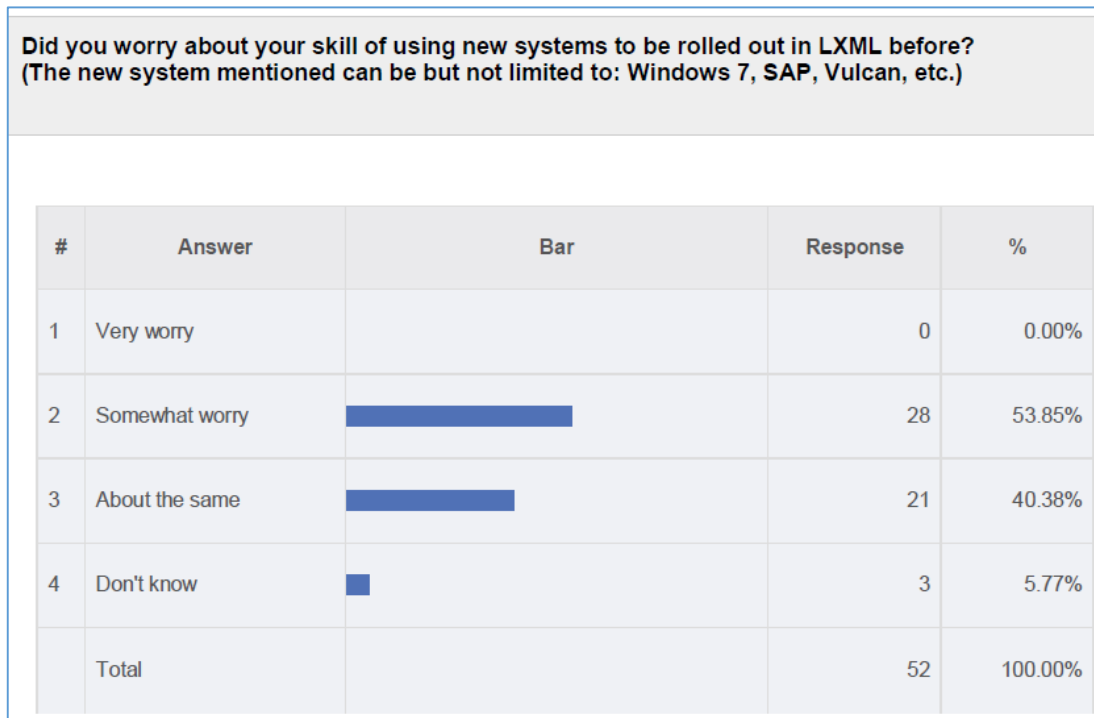 Did you worry about your skill of using new systems to be rolled out in LXML before?
(The new system mentioned can be but not limited to: Windows 7, SAP, Vulcan, etc.)
# Answer Bar Response %
1 Very worry 0 0.00%
2 Somewhat worry 28 53.85%
3 About the same 21 40.38%
4 Don't know 3 5.77%
Total 52 100.00%